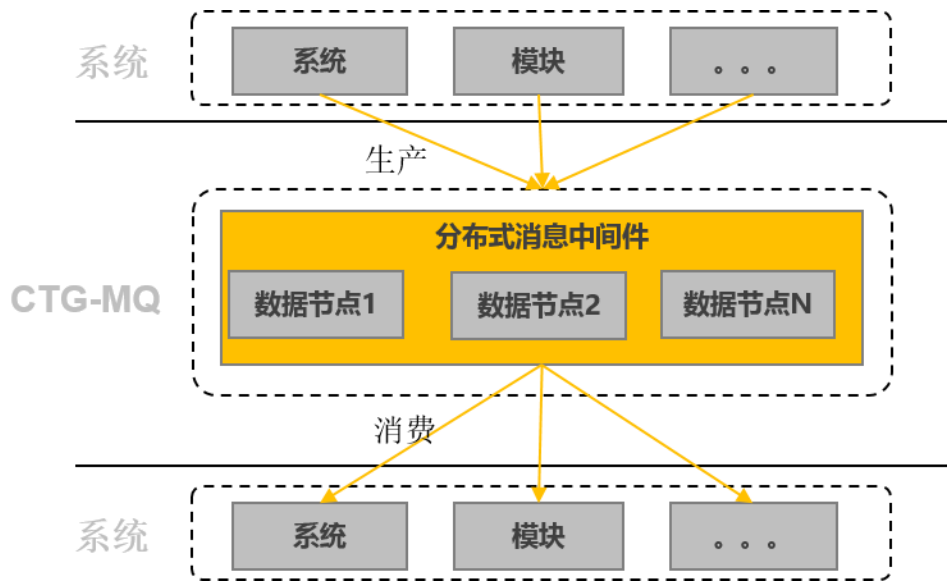 系统
系统
模块
。。。
生产
CTG-MQ
分布式消息中间件
数据节点1
数据节点2
数据节点N
消费
系统
系统
模块
。。。